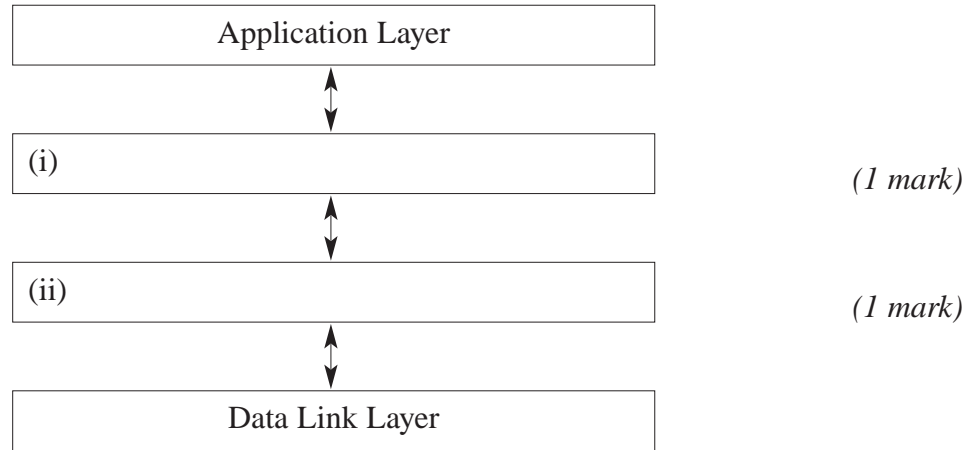 Application Layer
(i)
(1 mark)
(ii)
(1 mark)
Data Link Layer